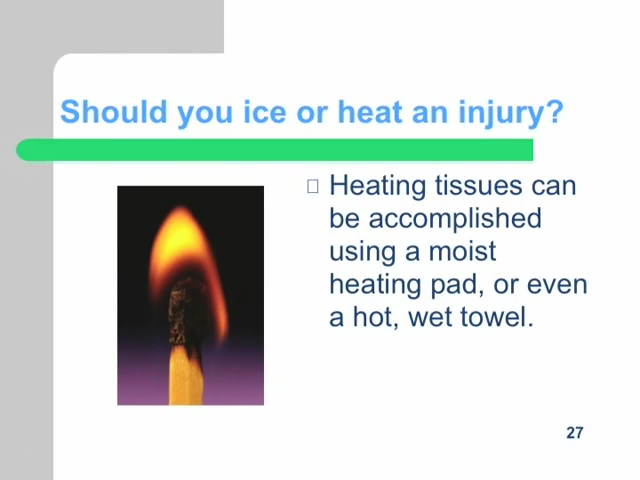 Should you ice or heat an injury?
Heating tissues can
be accomplished
using a moist
heating pad, or even
a hot, wet towel.
27